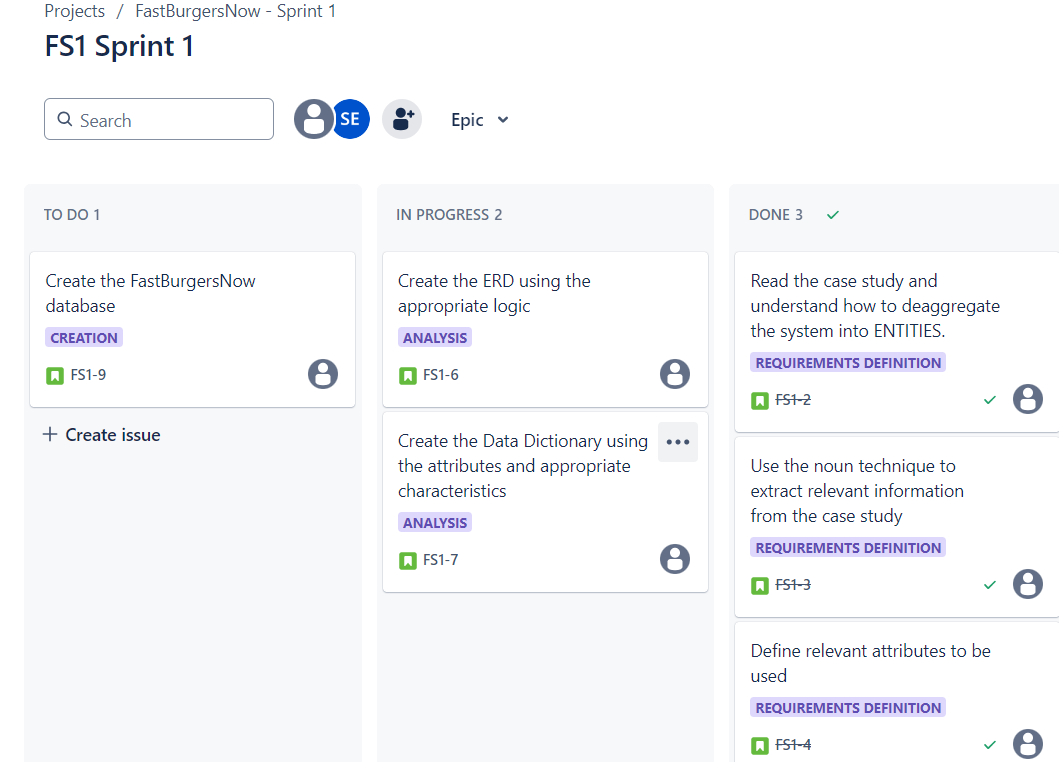 Projects / FastBurgersNow - Sprint 1
FS1 Sprint 1
Search
SE
Epic
TO DO 1
Create the FastBurgersNow
database
CREATION
FS1-9
+ Create issue
IN PROGRESS 2
Create the ERD using the
appropriate logic
ANALYSIS
FS1-6
Create the Data Dictionary using
the attributes and appropriate
characteristics
ANALYSIS
FS1-7
DONE 3
Read the case study and
understand how to deaggregate
the system into ENTITIES.
REQUIREMENTS DEFINITION
FS1-2
Use the noun technique to
extract relevant information
from the case study
REQUIREMENTS DEFINITION
FS1-3
Define relevant attributes to be
used
REQUIREMENTS DEFINITION
FS1-4